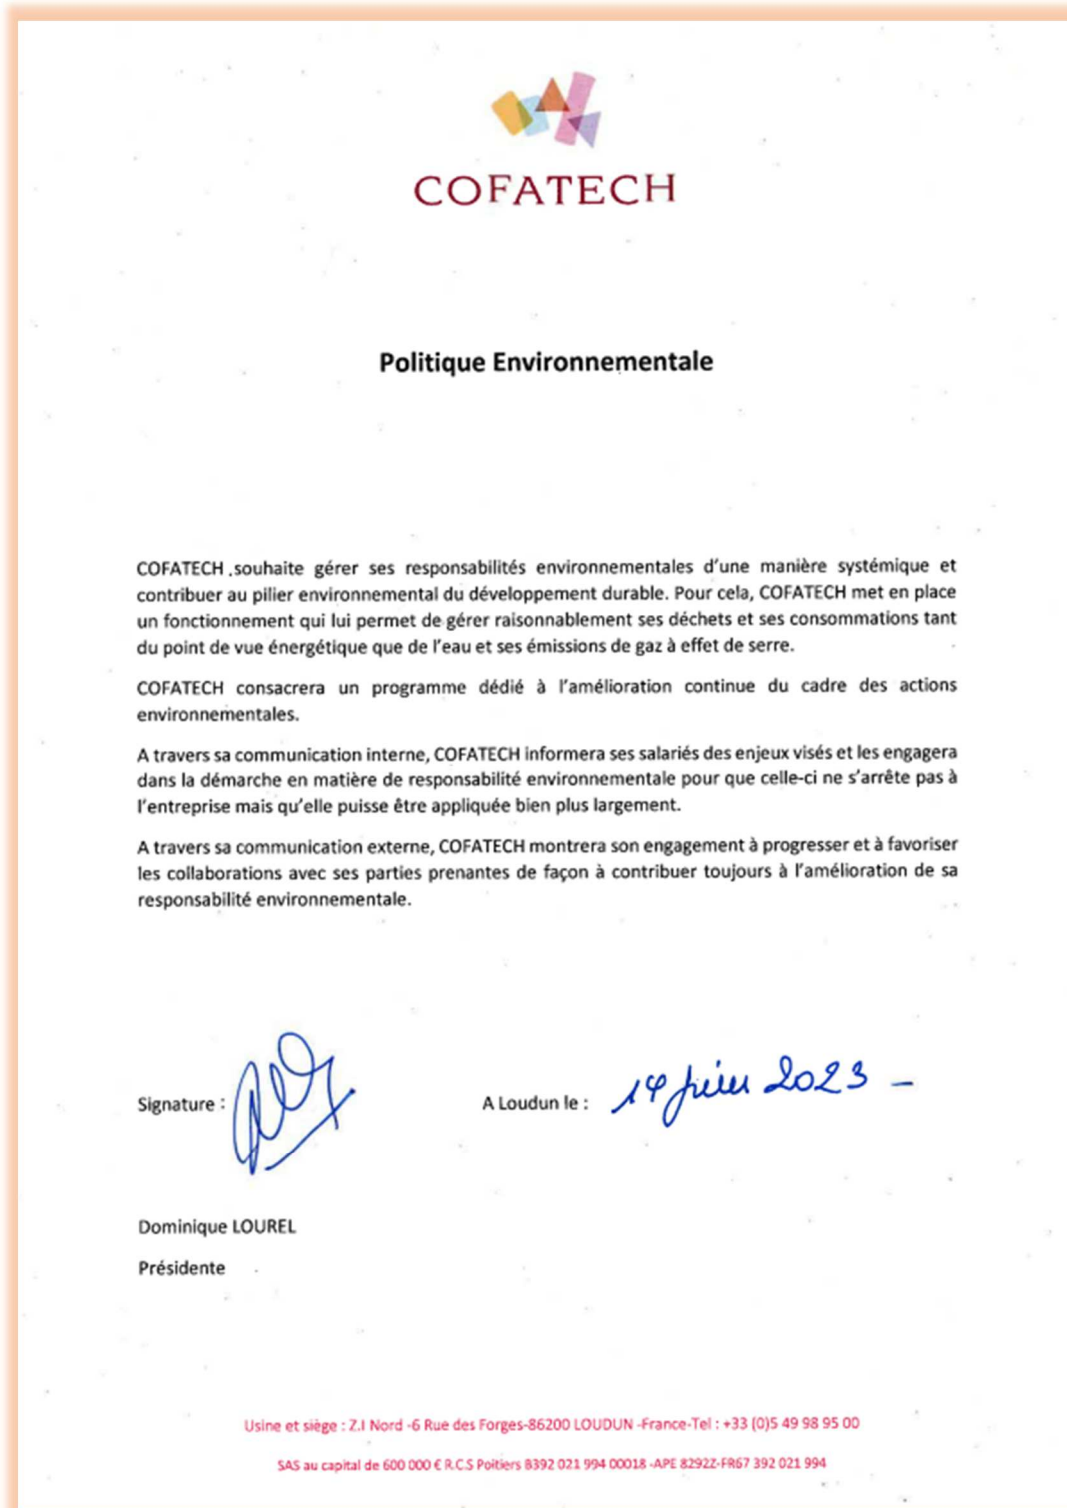 COFATECH
Politique Environnementale
COFATECH .souhaite gérer ses responsabilités environnementales d'une manière systémique et
contribuer au pilier environnemental du développement durable. Pour cela, COFATECH met en place
un fonctionnement qui lui permet de gérer raisonnablement ses déchets et ses consommations tant
du point de vue énergétique que de l'eau et ses émissions de gaz à effet de serre.
COFATECH consacrera un programme dédié à l'amélioration continue du cadre des actions
environnementales.
A travers sa communication interne, COFATECH informera ses salariés des enjeux visés et les engagera
dans la démarche en matière de responsabilité environnementale pour que celle-ci ne s'arrête pas à
l'entreprise mais qu'elle puisse être appliquée bien plus largement.
A travers sa communication externe, COFATECH montrera son engagement à progresser et à favoriser
les collaborations avec ses parties prenantes de façon à contribuer toujours à l'amélioration de sa
responsabilité environnementale.
Signature : A Loudun le : 14 2023 -
Dominique LOUREL
Présidente
Usine et siège : Z.I Nord -6 Rue des Forges-86200 LOUDUN -France-Tel : +33 (0)5 49 98 95 00
SAS au capital de 600 000 € R.C.S Poitiers B392 021 994 00018 -APE 8292Z-FR67 392 021 994